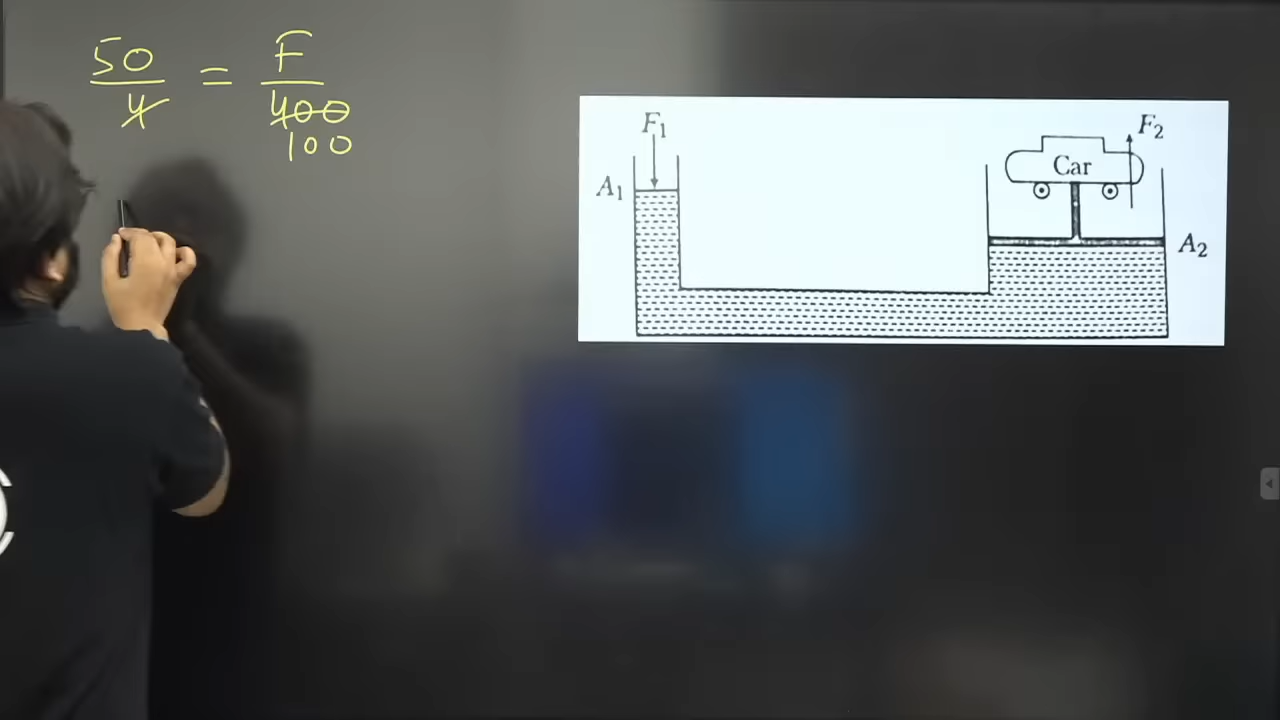 50/4 = F/400
100
F₁
F₂
Car
A₁
A₂